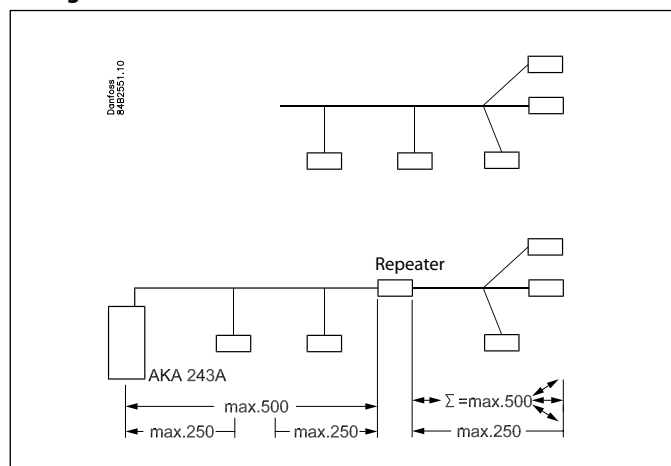 Danfoss
84B2551.10
Repeater
AKA 243A
max.500
Σ =max.500
max.250
max.250
max.250